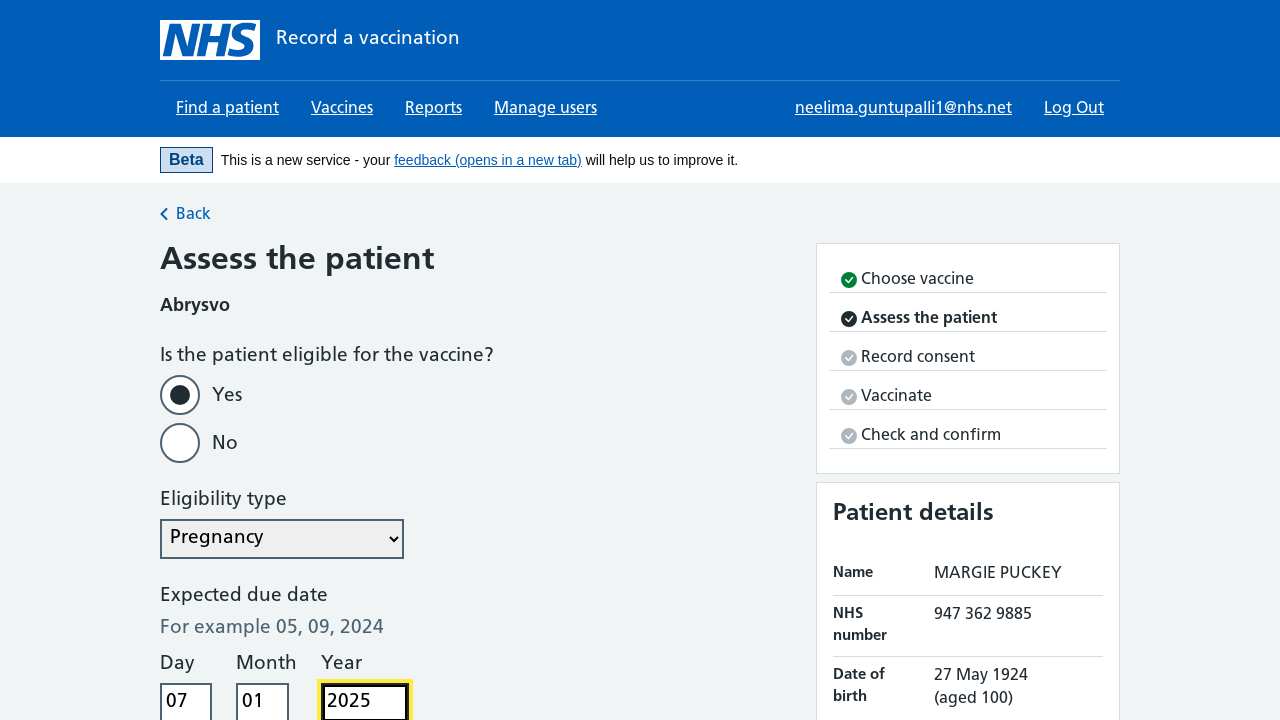 NHS Record a vaccination
Find a patient Vaccines Reports Manage users neelima.guntupalli1@nhs.net Log Out
Beta This is a new service - your feedback (opens in a new tab) will help us to improve it.
Back
Assess the patient
Abrysvo
Is the patient eligible for the vaccine?
Yes
No
Eligibility type
Pregnancy
Expected due date
For example 05, 09, 2024
Day Month Year
07 01 2025
Choose vaccine
Assess the patient
Record consent
Vaccinate
Check and confirm
Patient details
Name MARGIE PUCKEY
NHS number 947 362 9885
Date of birth 27 May 1924
(aged 100)